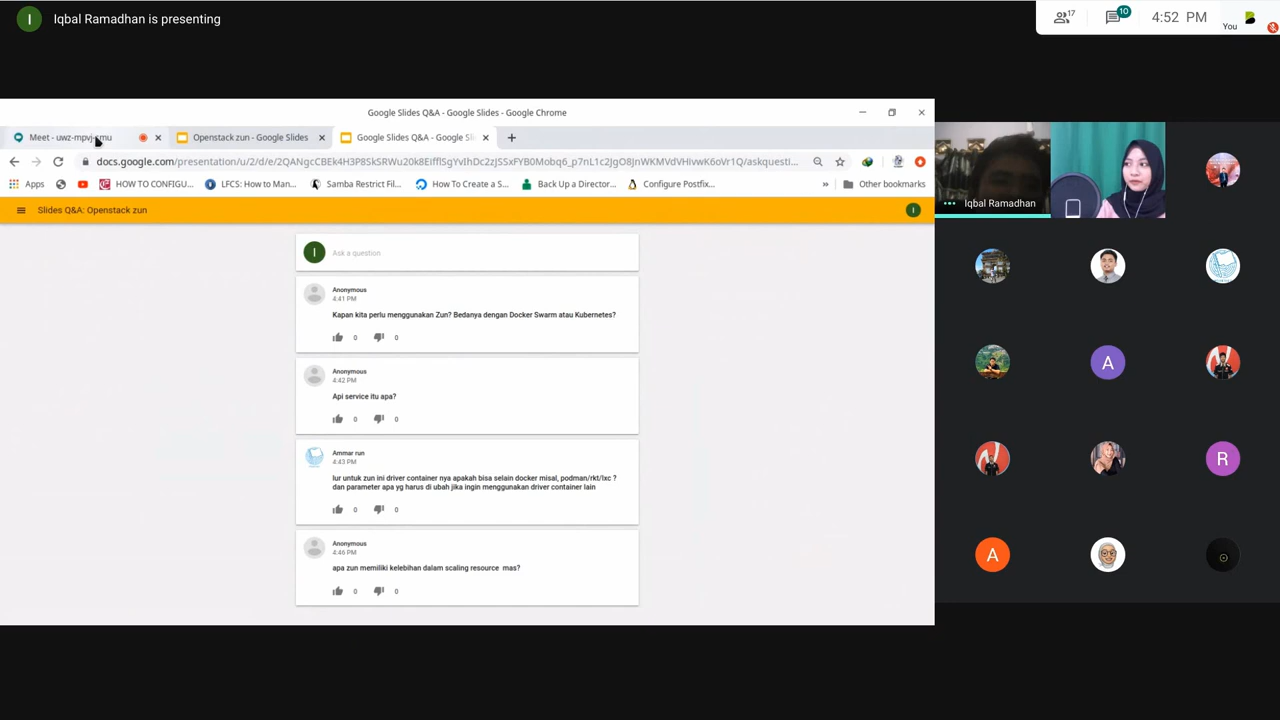 I
Iqbal Ramadhan is presenting
17
10
4:52 PM
You
Google Slides Q&A - Google Slides - Google Chrome
Meet - uwz-mpvj-
Openstack zun - Google Slides
Google Slides Q&A - Google Sl
Apps
HOW TO CONFIGU...
LFCS: How to Man...
Samba Restrict Fil...
How To Create a S...
Back Up a Director...
Configure Postfix...
»
Other bookmarks
Slides Q&A: Openstack zun
I
I
Ask a question
Anonymous
4:41 PM
Kapan kita perlu menggunakan Zun? Bedanya dengan Docker Swarm atau Kubernetes?
0 0
Anonymous
4:42 PM
Api service itu apa?
0 0
Ammar run
4:43 PM
lur untuk zun ini driver container nya apakah bisa selain docker misal, podman/rkt/lxc ?
dan parameter apa yg harus di ubah jika ingin menggunakan driver container lain
0 0
Anonymous
4:46 PM
apa zun memiliki kelebihan dalam scaling resource mas?
0 0
Iqbal Ramadhan
A
R
A